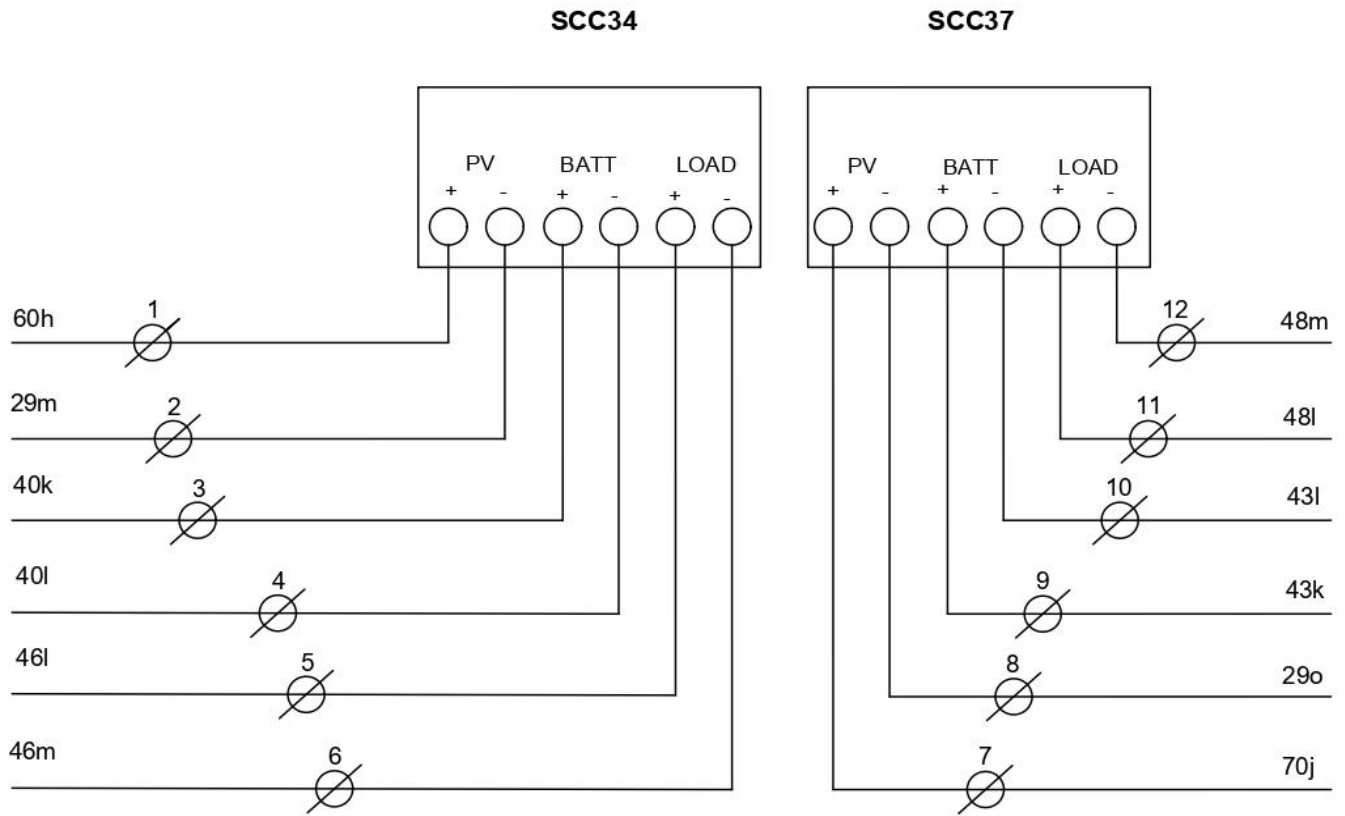 SCC34
SCC37
PV BATT LOAD
+ - + - + -
PV BATT LOAD
+ - + - + -
60h
1
29m
2
40k
3
40l
4
46l
5
46m
6
12
48m
11
48l
10
43l
9
43k
8
29o
7
70j